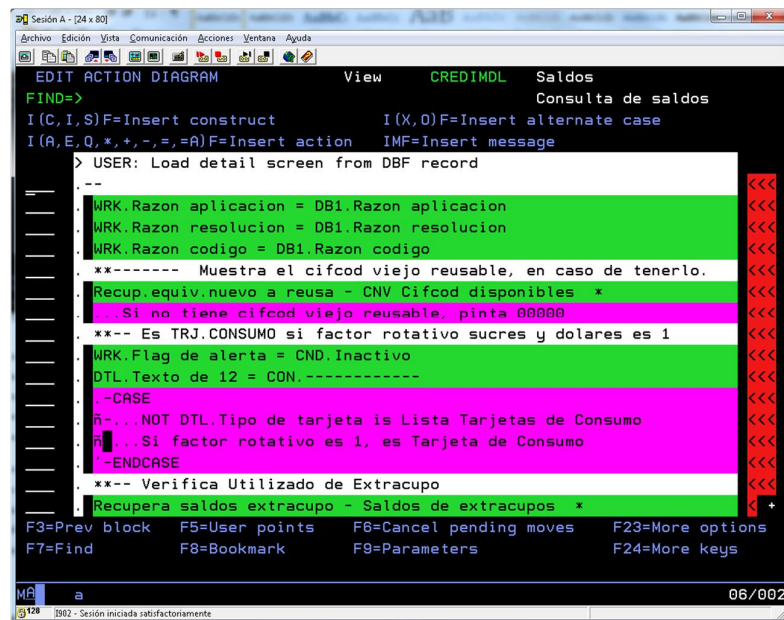 Sesión A - [24 x 80]
Archivo Edición Vista Comunicación Acciones Ventana Ayuda
EDIT ACTION DIAGRAM View CREDIMDL Saldos
FIND=> Consulta de saldos
I(C,I,S)F=Insert construct I(X,O)F=Insert alternate case
I(A,E,Q,*,+,-,=,=A)F=Insert action IMF=Insert message
> USER: Load detail screen from DBF record
.-- <<<
. WRK.Razon aplicacion = DB1.Razon aplicacion <<<
. WRK.Razon resolucion = DB1.Razon resolucion <<<
. WRK.Razon codigo = DB1.Razon codigo <<<
. **------- Muestra el cifcod viejo reusable, en caso de tenerlo. <<<
. Recup.equiv.nuevo a reusa - CNV Cifcod disponibles * <<<
. ...Si no tiene cifcod viejo reusable, pinta 00000 <<<
. **-- Es TRJ.CONSUMO si factor rotativo sucres y dolares es 1 <<<
. WRK.Flag de alerta = CND.Inactivo <<<
. DTL.Texto de 12 = CON.------------ <<<
. .-CASE <<<
. ñ-...NOT DTL.Tipo de tarjeta is Lista Tarjetas de Consumo <<<
. ñ ...Si factor rotativo es 1, es Tarjeta de Consumo <<<
. '-ENDCASE <<<
. **-- Verifica Utilizado de Extracupo <<<
. Recupera saldos extracupo - Saldos de extracupos * < +
F3=Prev block F5=User points F6=Cancel pending moves F23=More options
F7=Find F8=Bookmark F9=Parameters F24=More keys
MA a 06/002
I902 - Sesión iniciada satisfactoriamente